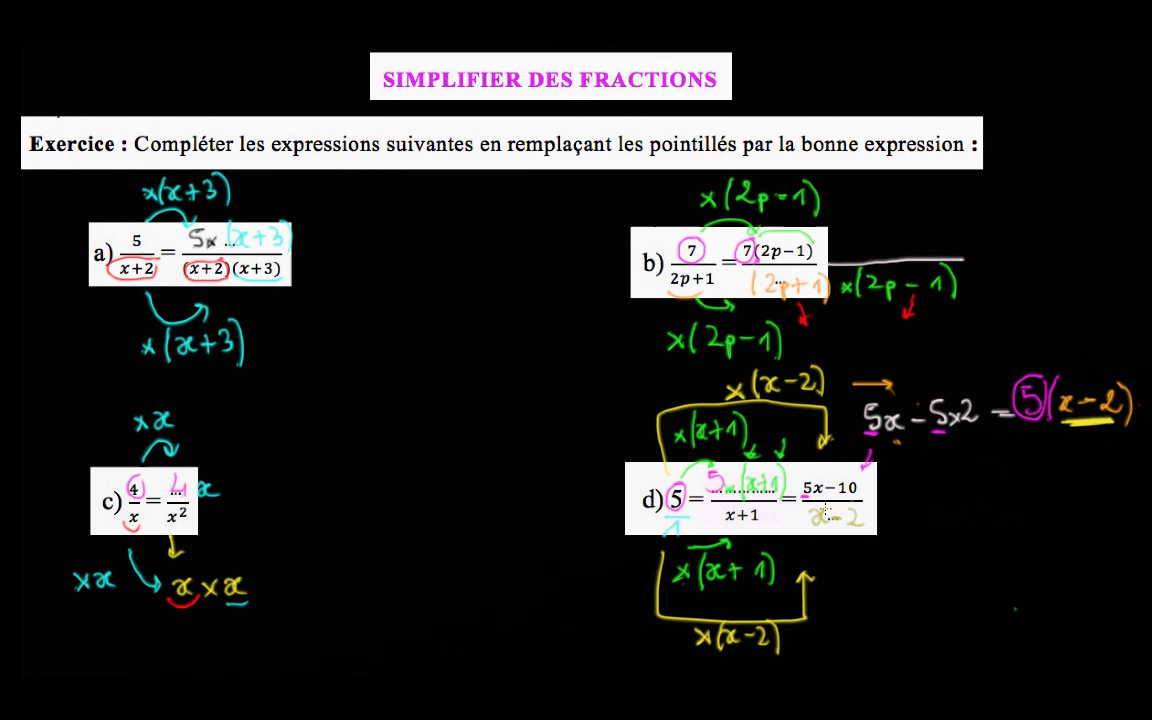 SIMPLIFIER DES FRACTIONS
Exercice : Compléter les expressions suivantes en remplaçant les pointillés par la bonne expression :
×(x+3)
a) 5/(x+2) = 5×...(x+3)/((x+2)(x+3))
×(x+3)
×(2p-1)
b) 7/(2p+1) = 7(2p−1)/((2p+1)...) ×(2p-1)
×(2p-1)
×x
c) 4/x = 4...x/x²
×x x×x
×(x-2)
5x-5×2=5(x-2)
×(x+1)
d) 5/1 = 5×(x+1)/(x+1) = (5x−10)/(x-2)
×(x+1)
×(x-2)